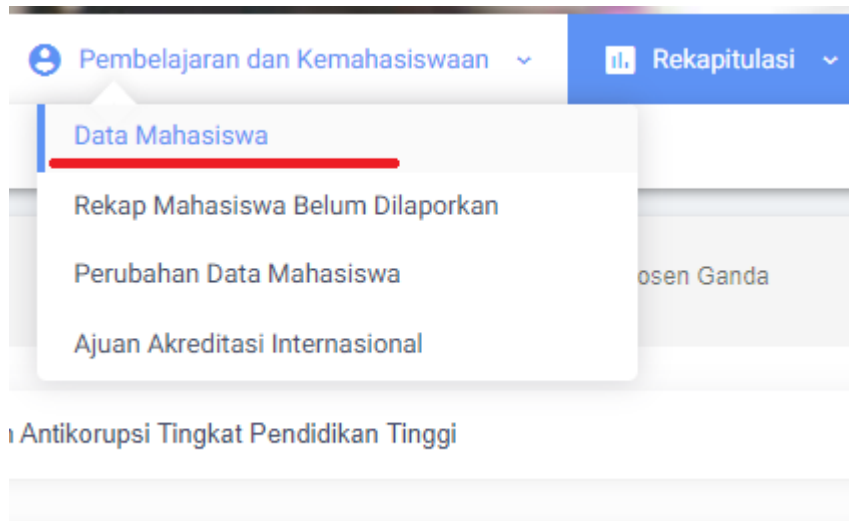 Pembelajaran dan Kemahasiswaan Rekapitulasi
Data Mahasiswa
Rekap Mahasiswa Belum Dilaporkan
Perubahan Data Mahasiswa
osen Ganda
Ajuan Akreditasi Internasional
Antikorupsi Tingkat Pendidikan Tinggi